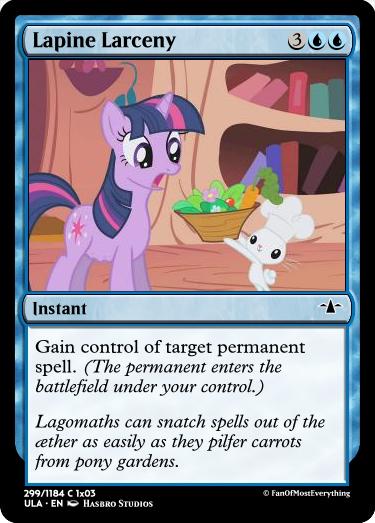 Lapine Larceny 3
Instant
Gain control of target permanent
spell. (The permanent enters the
battlefield under your control.)
Lagomaths can snatch spells out of the
æther as easily as they pilfer carrots
from pony gardens.
299/1184 C 1x03
ULA · EN HASBRO STUDIOS
© FanOfMostEverything